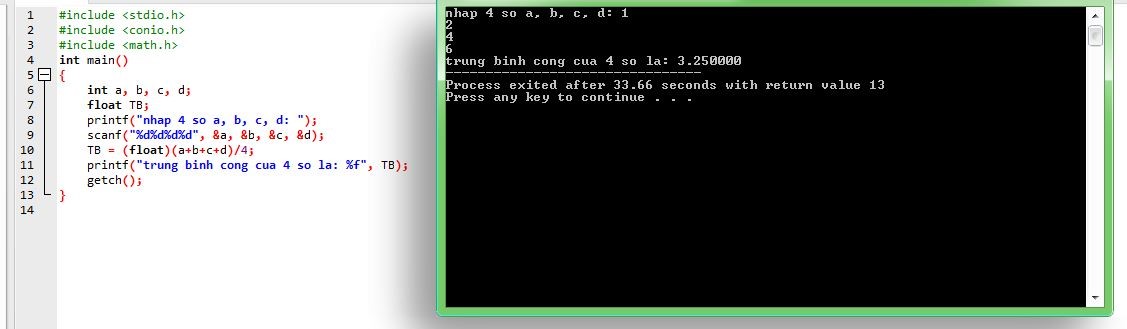 1 #include <stdio.h>
2 #include <conio.h>
3 #include <math.h>
4 int main()
5 {
6 int a, b, c, d;
7 float TB;
8 printf("nhap 4 so a, b, c, d: ");
9 scanf("%d%d%d%d", &a, &b, &c, &d);
10 TB = (float)(a+b+c+d)/4;
11 printf("trung binh cong cua 4 so la: %f", TB);
12 getch();
13 }
14
nhap 4 so a, b, c, d: 1
2
4
6
trung binh cong cua 4 so la: 3.250000
--------------------------------
Process exited after 33.66 seconds with return value 13
Press any key to continue . . .